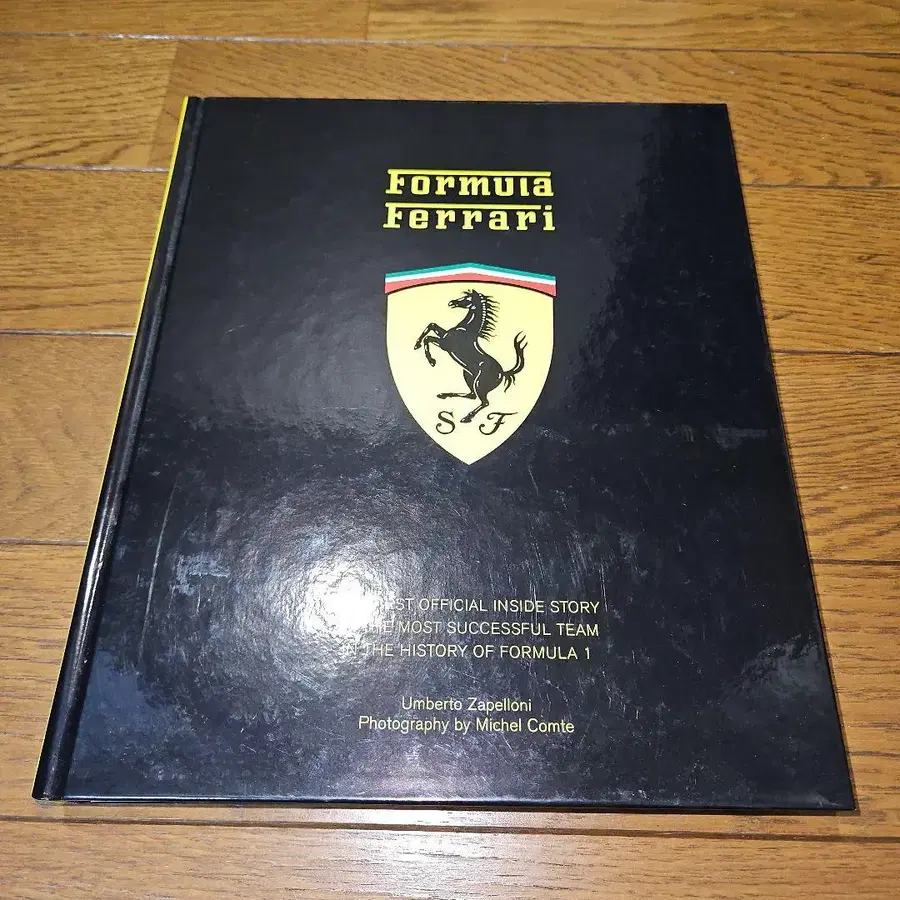 Formula
Ferrari
S F
OFFICIAL INSIDE STORY
MOST SUCCESSFUL TEAM
IN THE HISTORY OF FORMULA 1
Umberto Zapelloni
Photography by Michel Comte